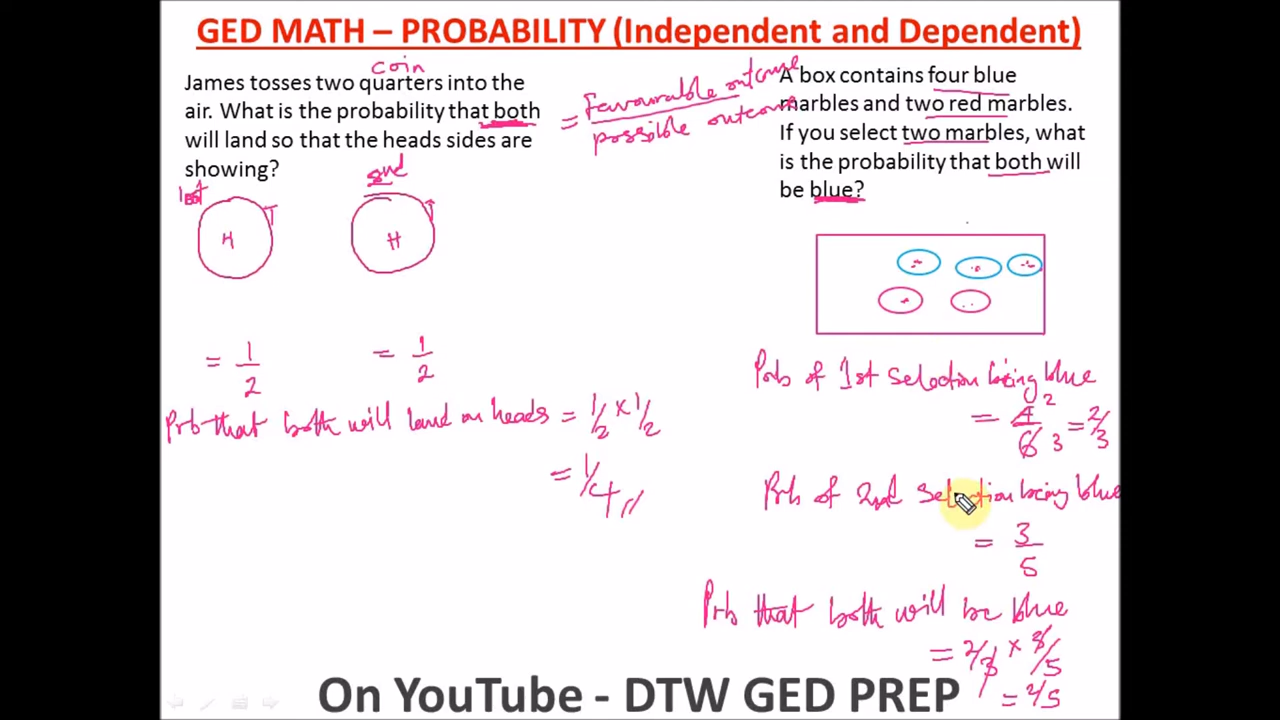 GED MATH – PROBABILITY (Independent and Dependent)
coin
James tosses two quarters into the
air. What is the probability that both
will land so that the heads sides are
showing?
= Favourable outcome
possible outcome
1st
2nd
H T
H T
= 1/2
= 1/2
Prb that both will land on heads = 1/2 x 1/2
= 1/4 //
A box contains four blue
marbles and two red marbles.
If you select two marbles, what
is the probability that both will
be blue?
Prb of 1st selection being blue
= 4/6 2 3 = 2/3
Prb of 2nd selection being blue
= 3/5
Prb that both will be blue
= 2/3 x 3/5
= 2/5
On YouTube - DTW GED PREP